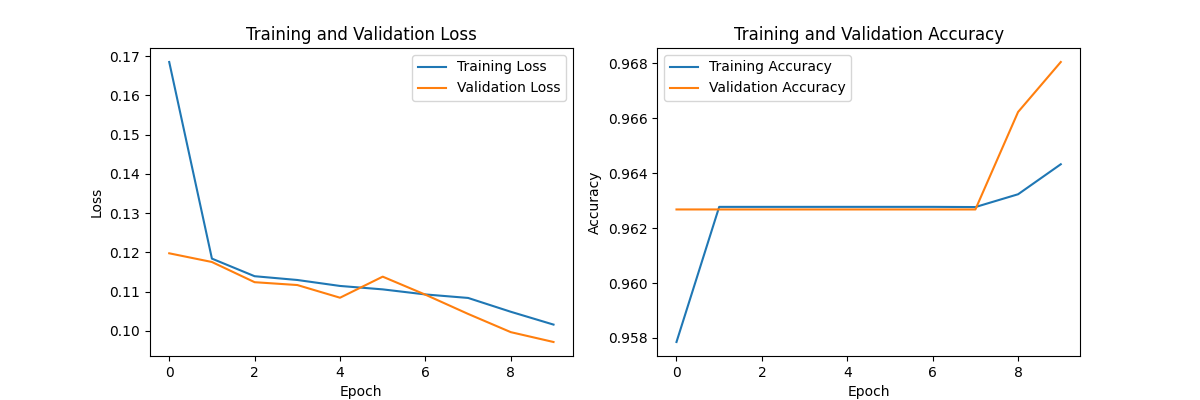 Training and Validation Loss
Training Loss
Validation Loss
0.17
0.16
0.15
0.14
0.13
0.12
0.11
0.10
Loss
0 2 4 6 8
Epoch
Training and Validation Accuracy
Training Accuracy
Validation Accuracy
0.968
0.966
0.964
0.962
0.960
0.958
Accuracy
0 2 4 6 8
Epoch